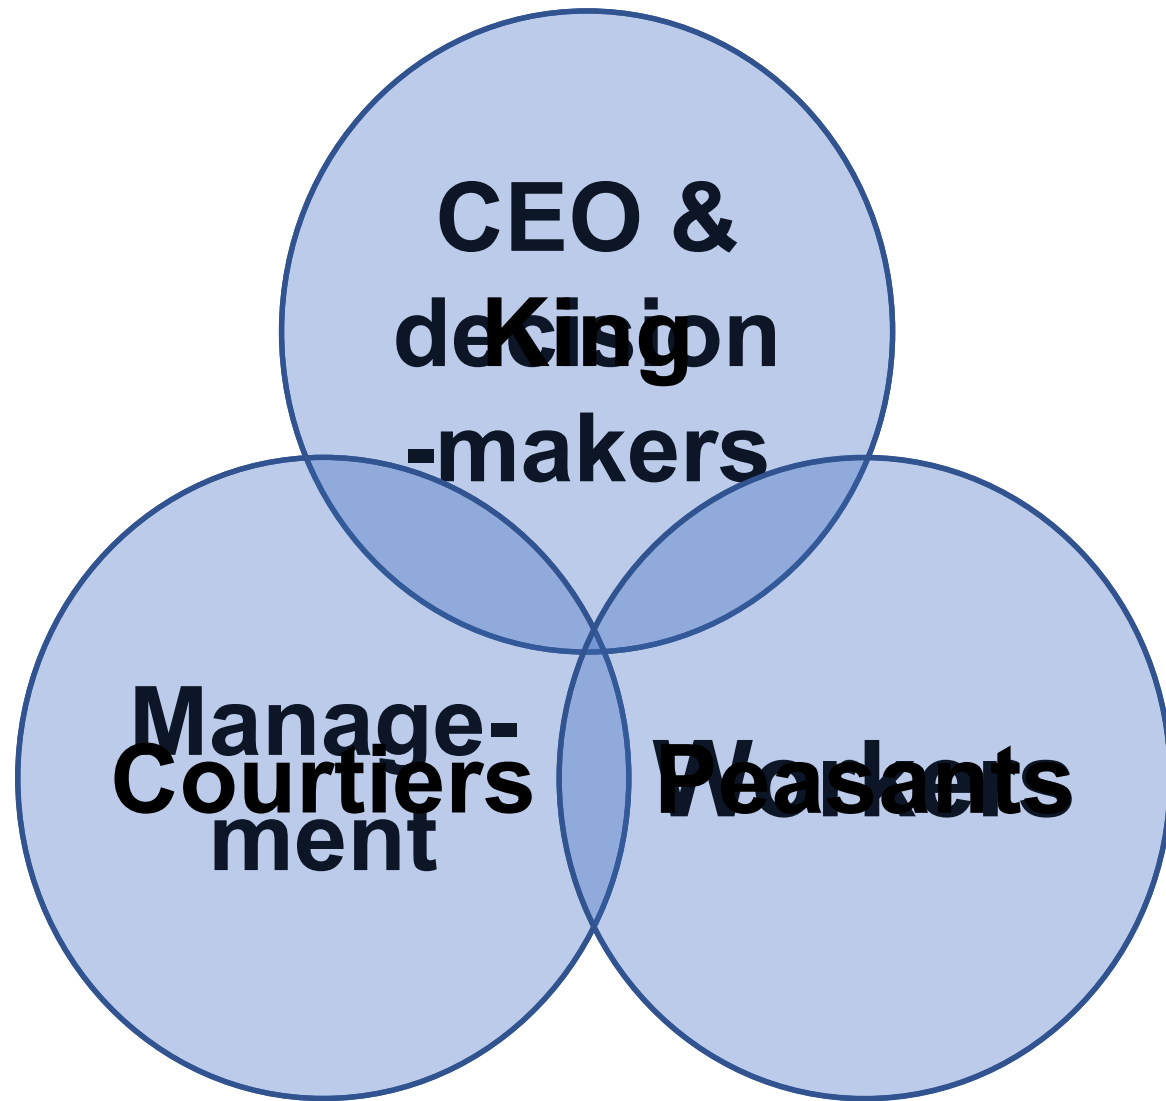 CEO &
decision
-makers
King
Manage-
ment
Courtiers
Workers
Peasants